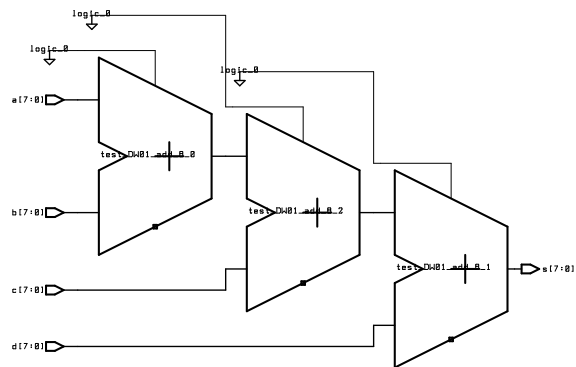 logic_0
logic_0
logic_0
a[7:0]
test_DW01_add_8_0
b[7:0]
test_DW01_add_8_2
test_DW01_add_8_1
s[7:0]
c[7:0]
d[7:0]